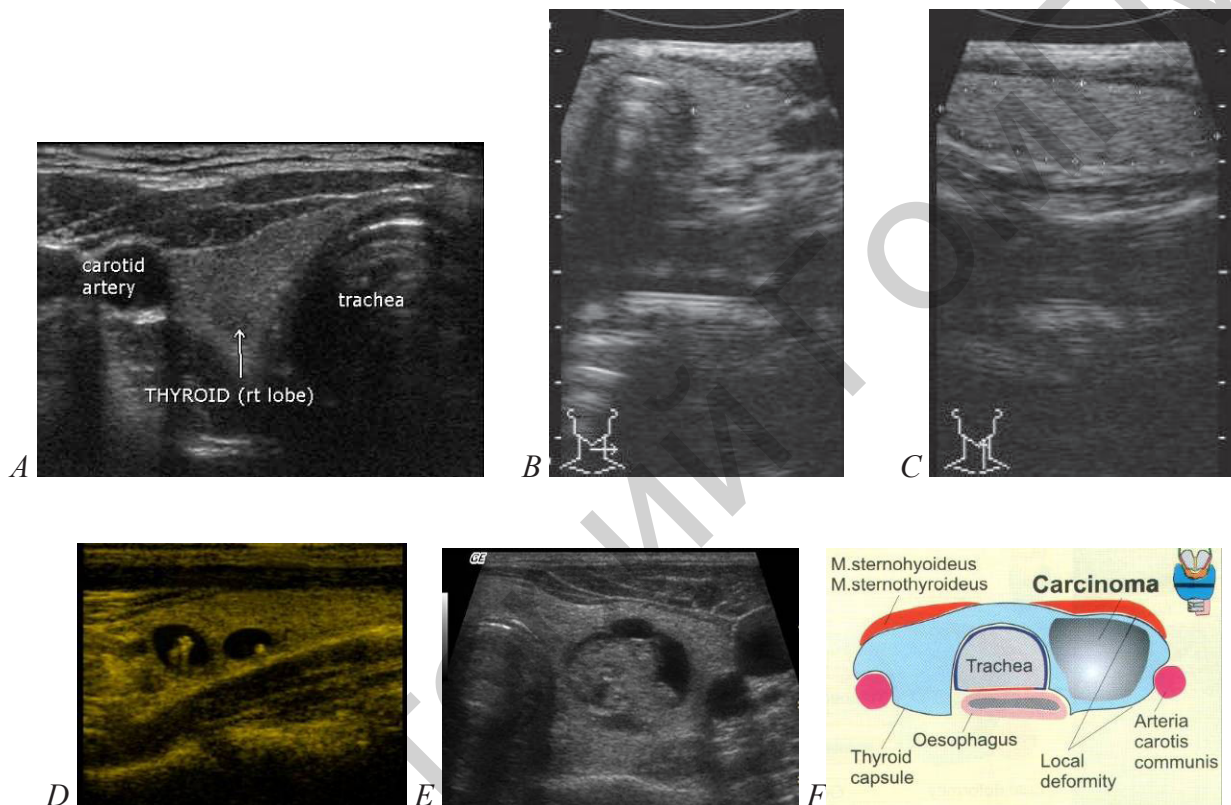 carotid
artery
trachea
THYROID (rt lobe)
A
B
C
GE
M.sternohyoideus
M.sternothyroideus
Carcinoma
Trachea
Oesophagus
Thyroid
capsule
Local
deformity
Arteria
carotis
communis
D
E
F